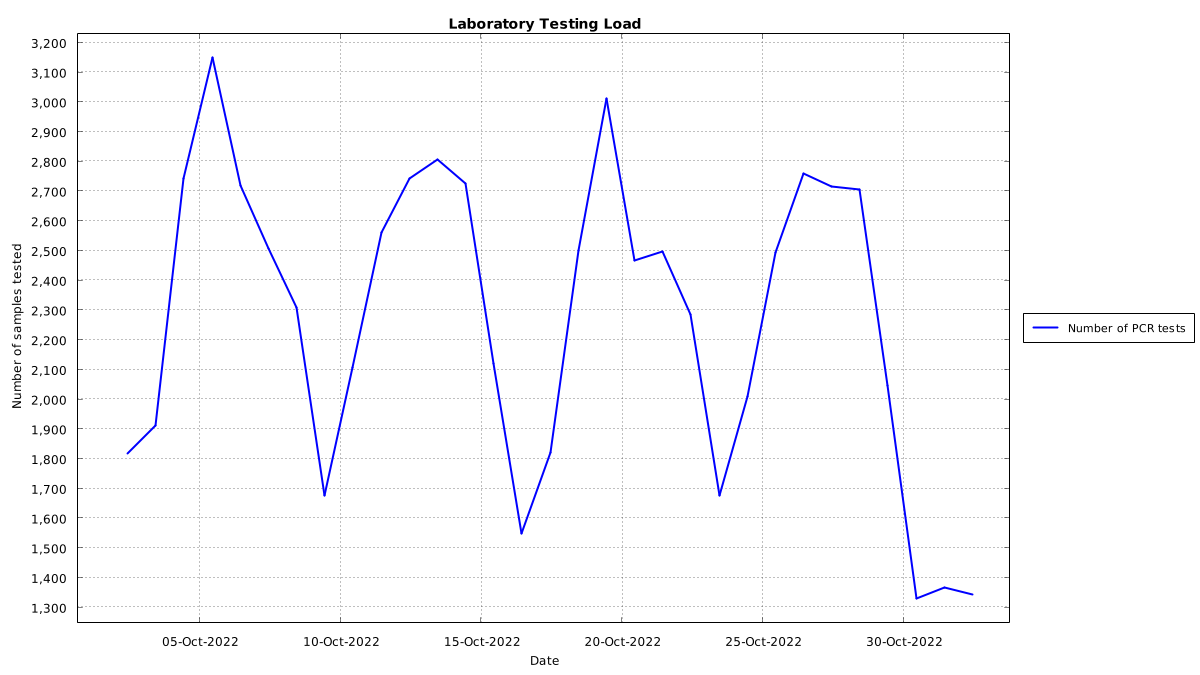 Laboratory Testing Load
3,200
3,100
3,000
2,900
2,800
2,700
2,600
2,500
2,400
2,300
2,200
2,100
2,000
1,900
1,800
1,700
1,600
1,500
1,400
1,300
Number of samples tested
05-Oct-2022
10-Oct-2022
15-Oct-2022
20-Oct-2022
25-Oct-2022
30-Oct-2022
Date
Number of PCR tests